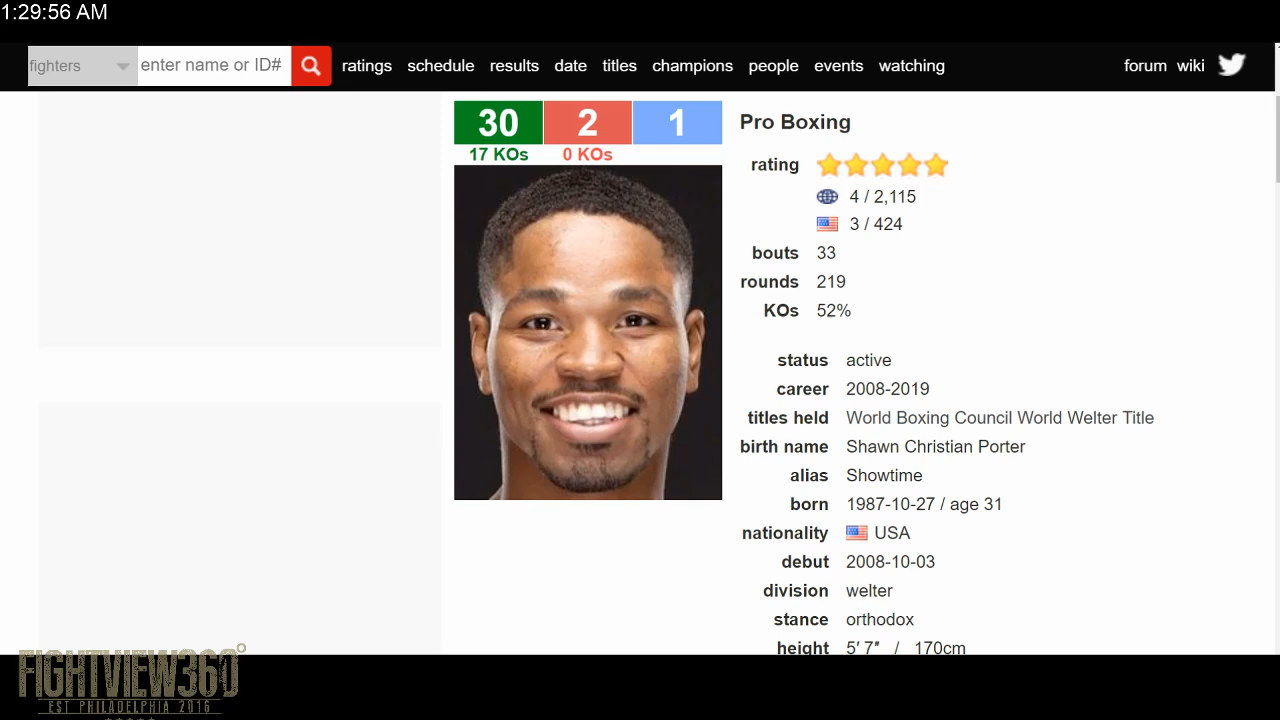 1:29:56 AM
fighters enter name or ID# ratings schedule results date titles champions people events watching forum wiki
30 2 1
17 KOs 0 KOs
Pro Boxing
rating
4 / 2,115
3 / 424
bouts 33
rounds 219
KOs 52%
status active
career 2008-2019
titles held World Boxing Council World Welter Title
birth name Shawn Christian Porter
alias Showtime
born 1987-10-27 / age 31
nationality USA
debut 2008-10-03
division welter
stance orthodox
height 5′ 7″ / 170cm
FIGHTVIEW360°
EST PHILADELPHIA 2016